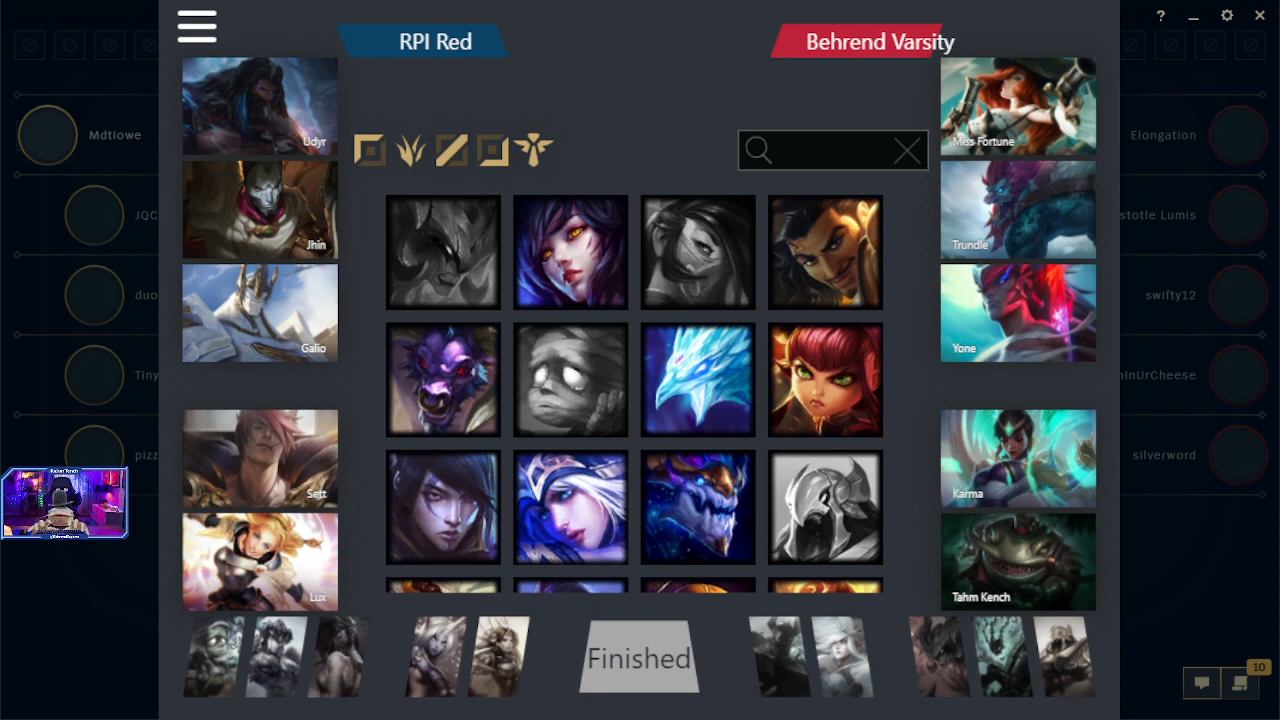 ?
RPI Red
Behrend Varsity
Udyr
Miss Fortune
Mdtiowe
Elongation
JQC
Jhin
Trundle
stotle Lumis
duo
Galio
Yone
swifty12
Tiny
InUrCheese
pizz
Sett
Karma
silverword
Lux
Tahm Kench
Finished
10